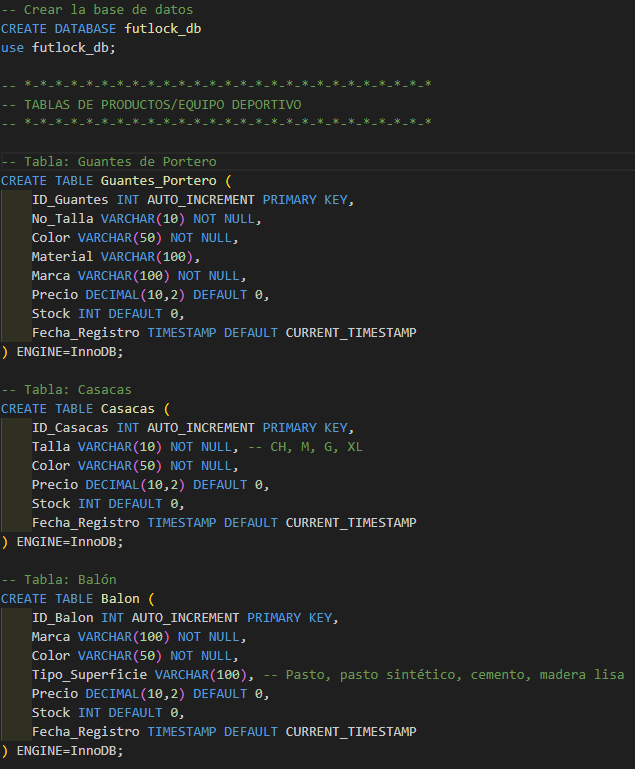 -- Crear la base de datos
CREATE DATABASE futlock_db
use futlock_db;

-- *-*-*-*-*-*-*-*-*-*-*-*-*-*-*-*-*-*-*-*-*-*-*-*-*-*-*
-- TABLAS DE PRODUCTOS/EQUIPO DEPORTIVO
-- *-*-*-*-*-*-*-*-*-*-*-*-*-*-*-*-*-*-*-*-*-*-*-*-*-*-*

-- Tabla: Guantes de Portero
CREATE TABLE Guantes_Portero (
    ID_Guantes INT AUTO_INCREMENT PRIMARY KEY,
    No_Talla VARCHAR(10) NOT NULL,
    Color VARCHAR(50) NOT NULL,
    Material VARCHAR(100),
    Marca VARCHAR(100) NOT NULL,
    Precio DECIMAL(10,2) DEFAULT 0,
    Stock INT DEFAULT 0,
    Fecha_Registro TIMESTAMP DEFAULT CURRENT_TIMESTAMP
) ENGINE=InnoDB;

-- Tabla: Casacas
CREATE TABLE Casacas (
    ID_Casacas INT AUTO_INCREMENT PRIMARY KEY,
    Talla VARCHAR(10) NOT NULL, -- CH, M, G, XL
    Color VARCHAR(50) NOT NULL,
    Precio DECIMAL(10,2) DEFAULT 0,
    Stock INT DEFAULT 0,
    Fecha_Registro TIMESTAMP DEFAULT CURRENT_TIMESTAMP
) ENGINE=InnoDB;

-- Tabla: Balón
CREATE TABLE Balon (
    ID_Balon INT AUTO_INCREMENT PRIMARY KEY,
    Marca VARCHAR(100) NOT NULL,
    Color VARCHAR(50) NOT NULL,
    Tipo_Superficie VARCHAR(100), -- Pasto, pasto sintético, cemento, madera lisa
    Precio DECIMAL(10,2) DEFAULT 0,
    Stock INT DEFAULT 0,
    Fecha_Registro TIMESTAMP DEFAULT CURRENT_TIMESTAMP
) ENGINE=InnoDB;